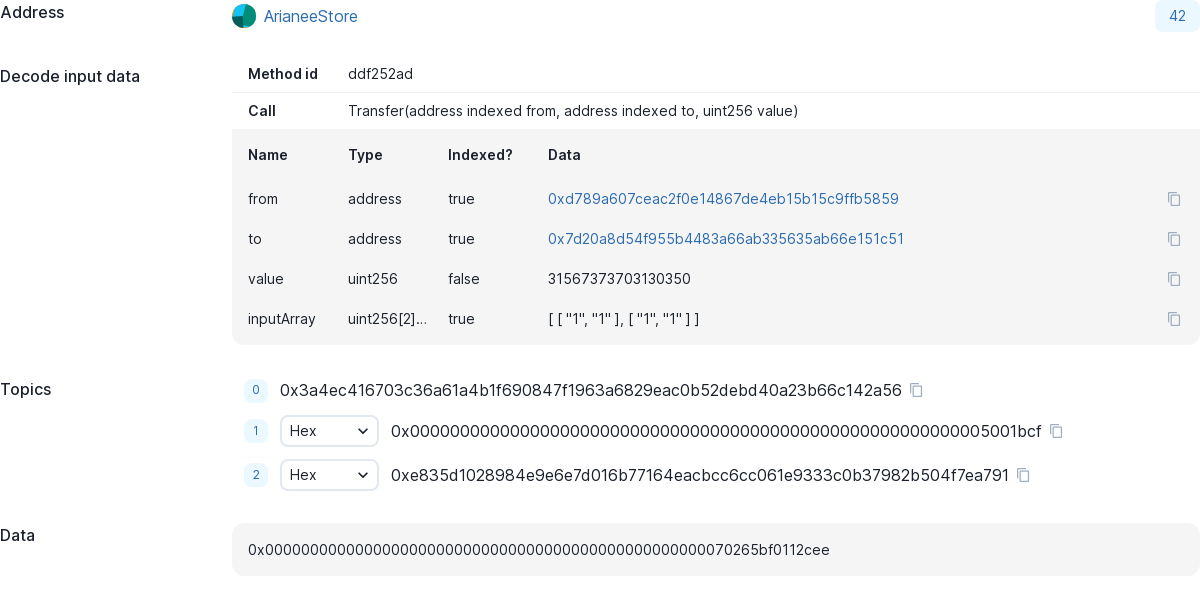 Address ArianeeStore 42
Decode input data
Method id ddf252ad
Call Transfer(address indexed from, address indexed to, uint256 value)
Name Type Indexed? Data
from address true 0xd789a607ceac2f0e14867de4eb15b15c9ffb5859
to address true 0x7d20a8d54f955b4483a66ab335635ab66e151c51
value uint256 false 31567373703130350
inputArray uint256[2]... true [ [ "1", "1" ], [ "1", "1" ] ]
Topics
0 0x3a4ec416703c36a61a4b1f690847f1963a6829eac0b52debd40a23b66c142a56
1 Hex 0x0000000000000000000000000000000000000000000000000000000005001bcf
2 Hex 0xe835d1028984e9e6e7d016b77164eacbcc6cc061e9333c0b37982b504f7ea791
Data
0x0000000000000000000000000000000000000000000000000070265bf0112cee